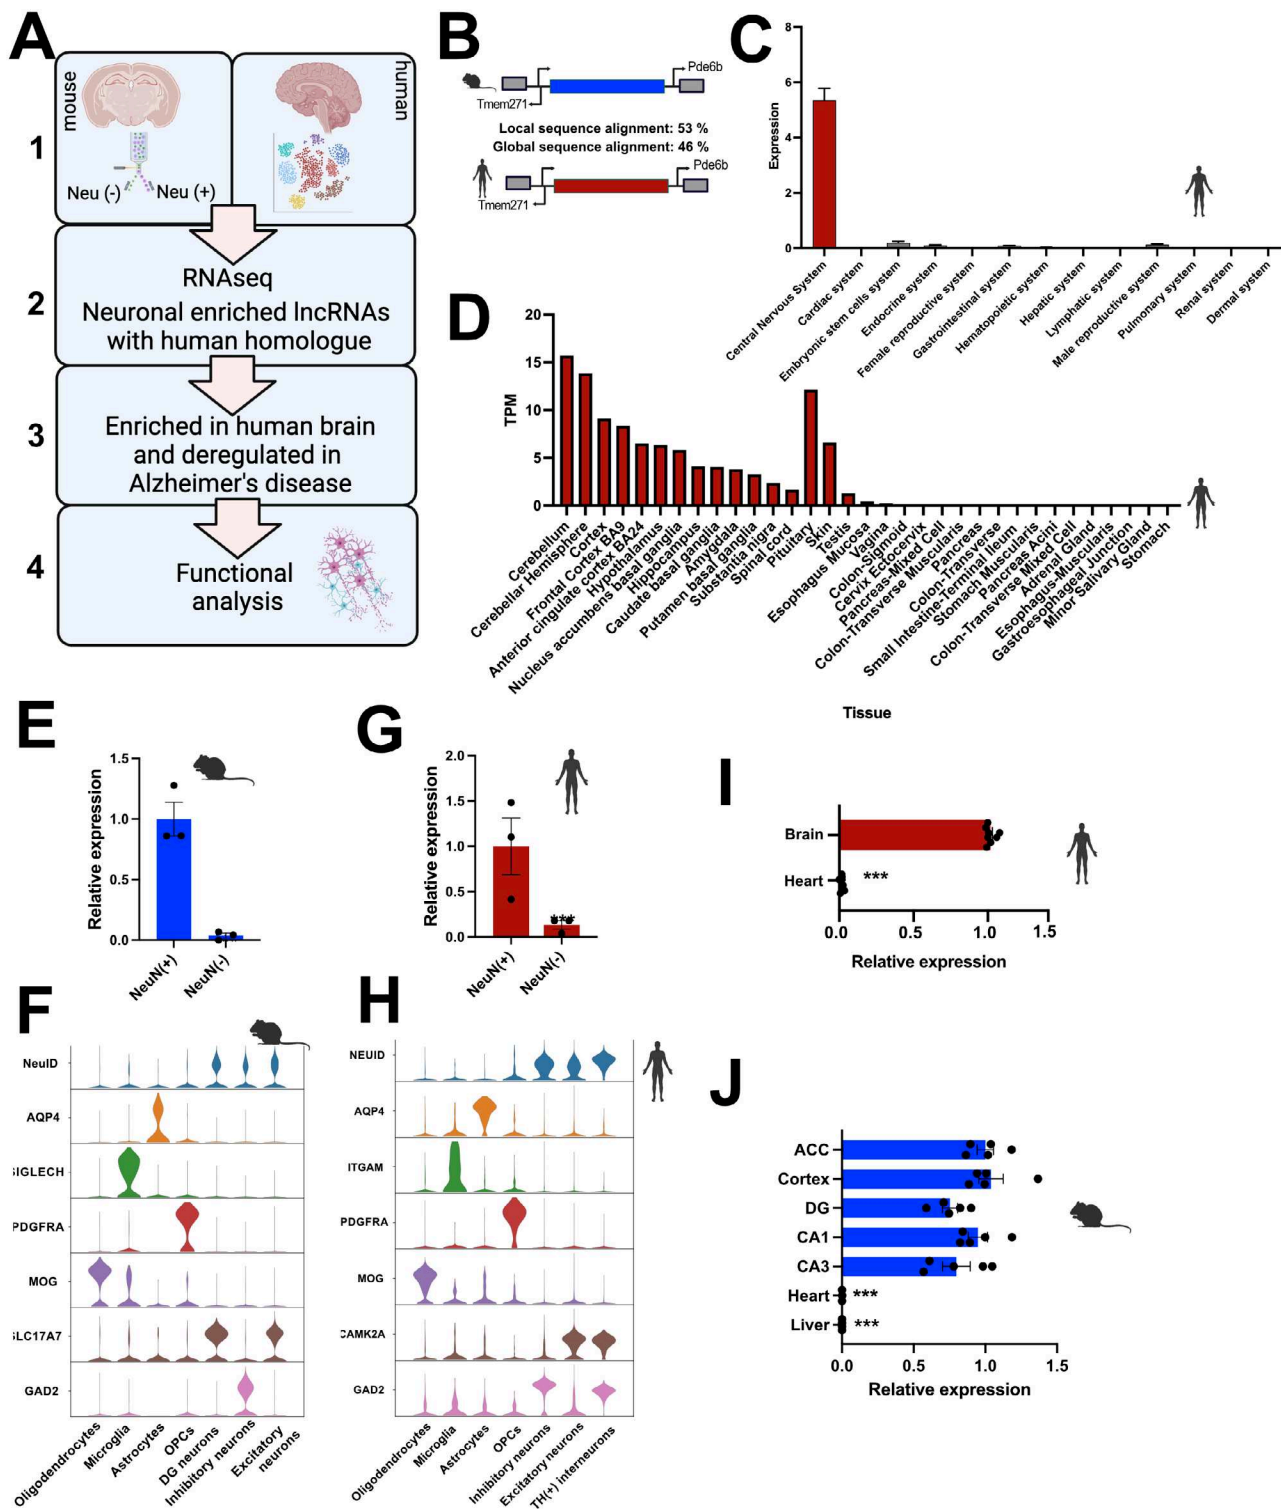 A
mouse
human
1
Neu (-)
Neu (+)
2
RNAseq
Neuronal enriched lncRNAs
with human homologue
3
Enriched in human brain
and deregulated in
Alzheimer's disease
4
Functional
analysis
B
Pde6b
Tmem271
Local sequence alignment: 53 %
Global sequence alignment: 46 %
Pde6b
Tmem271
C
Expression
8
6
4
2
0
Central Nervous System
Cardiac system
Embryonic stem cells system
Endocrine system
Female reproductive system
Gastrointestinal system
Hematopoietic system
Hepatic system
Lymphatic system
Male reproductive system
Pulmonary system
Renal system
Dermal system
D
TPM
20
15
10
5
0
Cerebellum
Cerebellar Hemisphere
Cortex
Frontal Cortex BA9
Anterior cingulate cortex BA24
Hypothalamus
Nucleus accumbens basal ganglia
Hippocampus
Caudate basal ganglia
Amygdala
Putamen basal ganglia
Substantia nigra
Spinal cord
Pituitary
Skin
Testis
Esophagus Mucosa
Vagina
Colon-Sigmoid
Cervix Ectocervix
Pancreas-Mixed Cell
Colon-Transverse Muscularis
Pancreas
Colon-Transverse
Small Intestine-Terminal Ileum
Stomach Muscularis
Pancreas Acini
Colon-Transverse Mixed Cell
Adrenal Gland
Esophagus-Muscularis
Gastroesophageal Junction
Minor Salivary Gland
Stomach
Tissue
E
Relative expression
1.5
1.0
0.5
0.0
NeuN(+)
NeuN(-)
G
Relative expression
2.0
1.5
1.0
0.5
0.0
***
NeuN(+)
NeuN(-)
I
Brain
Heart
***
0.0
0.5
1.0
1.5
Relative expression
F
NeuID
AQP4
SIGLECH
PDGFRA
MOG
SLC17A7
GAD2
Oligodendrocytes
Microglia
Astrocytes
OPCs
DG neurons
Inhibitory neurons
Excitatory
neurons
H
NEUID
AQP4
ITGAM
PDGFRA
MOG
CAMK2A
GAD2
Oligodendrocytes
Microglia
Astrocytes
OPCs
Inhibitory neurons
Excitatory neurons
TH(+) interneurons
J
ACC
Cortex
DG
CA1
CA3
Heart
***
Liver
***
0.0
0.5
1.0
1.5
Relative expression